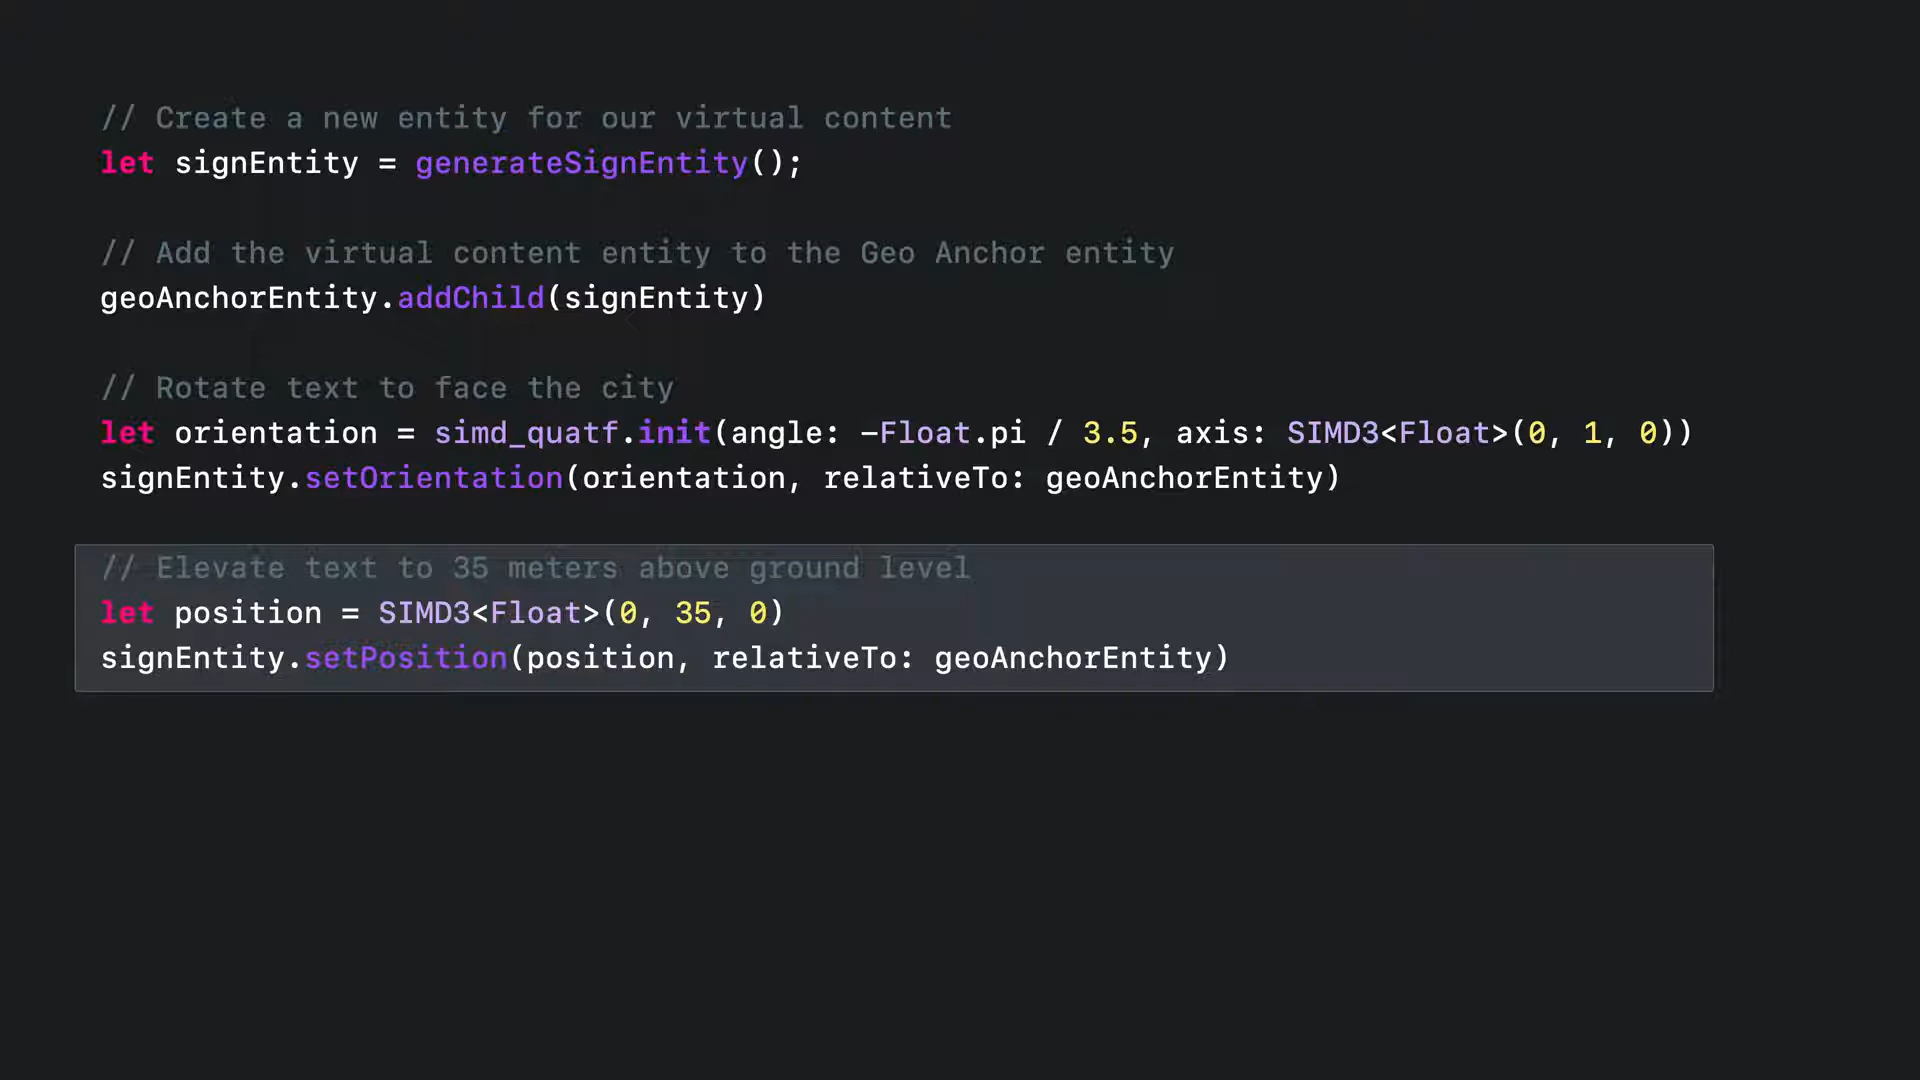 // Create a new entity for our virtual content
let signEntity = generateSignEntity();
// Add the virtual content entity to the Geo Anchor entity
geoAnchorEntity.addChild(signEntity)
// Rotate text to face the city
let orientation = simd_quatf.init(angle: –Float.pi / 3.5, axis: SIMD3<Float>(0, 1, 0))
signEntity.setOrientation(orientation, relativeTo: geoAnchorEntity)
// Elevate text to 35 meters above ground level
let position = SIMD3<Float>(0, 35, 0)
signEntity.setPosition(position, relativeTo: geoAnchorEntity)